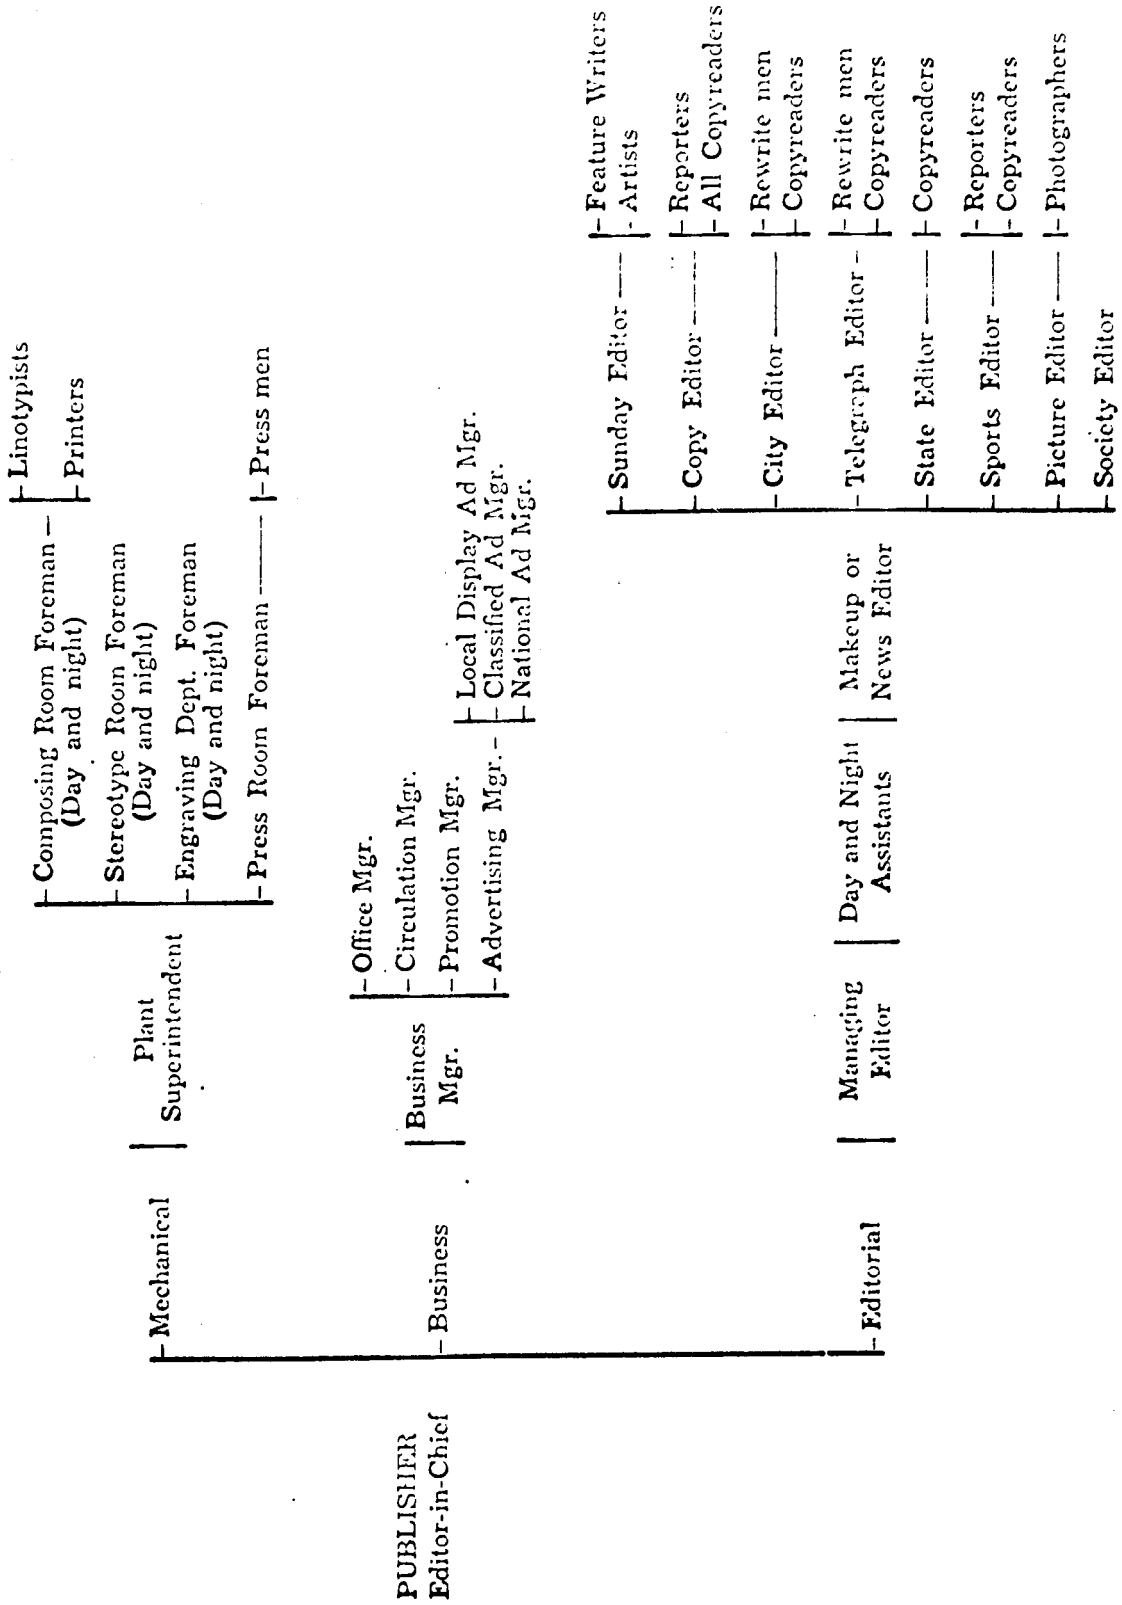 PUBLISHER
Editor-in-Chief
Mechanical
Plant
Superintendent
Composing Room Foreman
(Day and night)
Linotypists
Printers
Stereotype Room Foreman
(Day and night)
Engraving Dept. Foreman
(Day and night)
Press Room Foreman
Press men
Business
Business
Mgr.
Office Mgr.
Circulation Mgr.
Promotion Mgr.
Advertising Mgr.
Local Display Ad Mgr.
Classified Ad Mgr.
National Ad Mgr.
Editorial
Managing
Editor
Day and Night
Assistants
Makeup or
News Editor
Sunday Editor
Feature Writers
Artists
Copy Editor
Reporters
All Copyreaders
City Editor
Rewrite men
Copyreaders
Telegraph Editor
Rewrite men
Copyreaders
State Editor
Copyreaders
Sports Editor
Reporters
Copyreaders
Picture Editor
Photographers
Society Editor